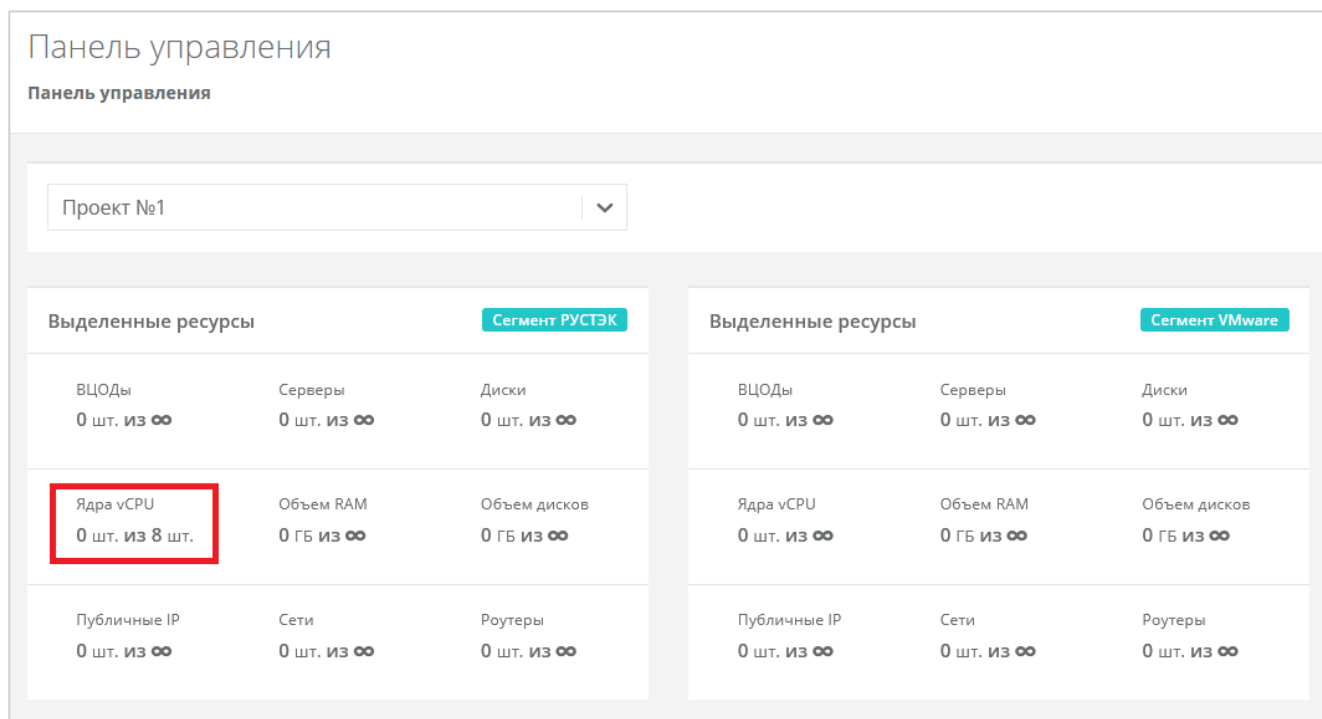 Панель управления
Панель управления
Проект №1
Выделенные ресурсы Сегмент РУСТЭК
ВЦОДы Серверы Диски
0 шт. из ∞ 0 шт. из ∞ 0 шт. из ∞
Ядра vCPU Объем RAM Объем дисков
0 шт. из 8 шт. 0 ГБ из ∞ 0 ГБ из ∞
Публичные IP Сети Роутеры
0 шт. из ∞ 0 шт. из ∞ 0 шт. из ∞
Выделенные ресурсы Сегмент VMware
ВЦОДы Серверы Диски
0 шт. из ∞ 0 шт. из ∞ 0 шт. из ∞
Ядра vCPU Объем RAM Объем дисков
0 шт. из ∞ 0 ГБ из ∞ 0 ГБ из ∞
Публичные IP Сети Роутеры
0 шт. из ∞ 0 шт. из ∞ 0 шт. из ∞